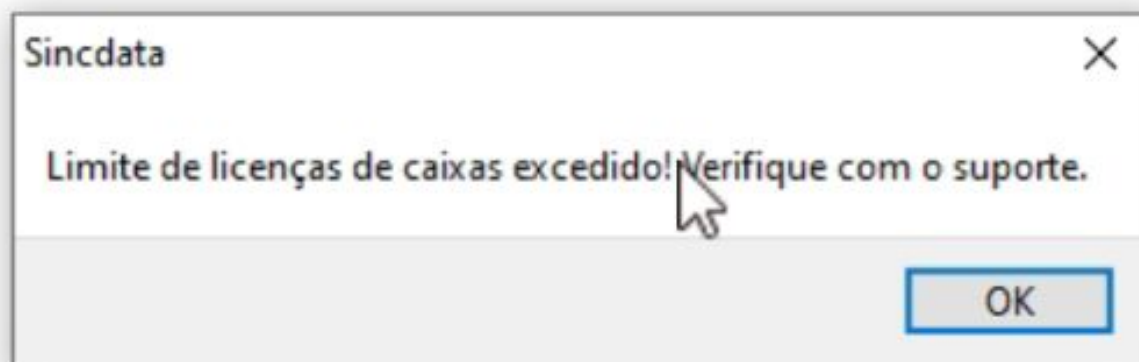 Sincdata
Limite de licenças de caixas excedido! Verifique com o suporte.
OK